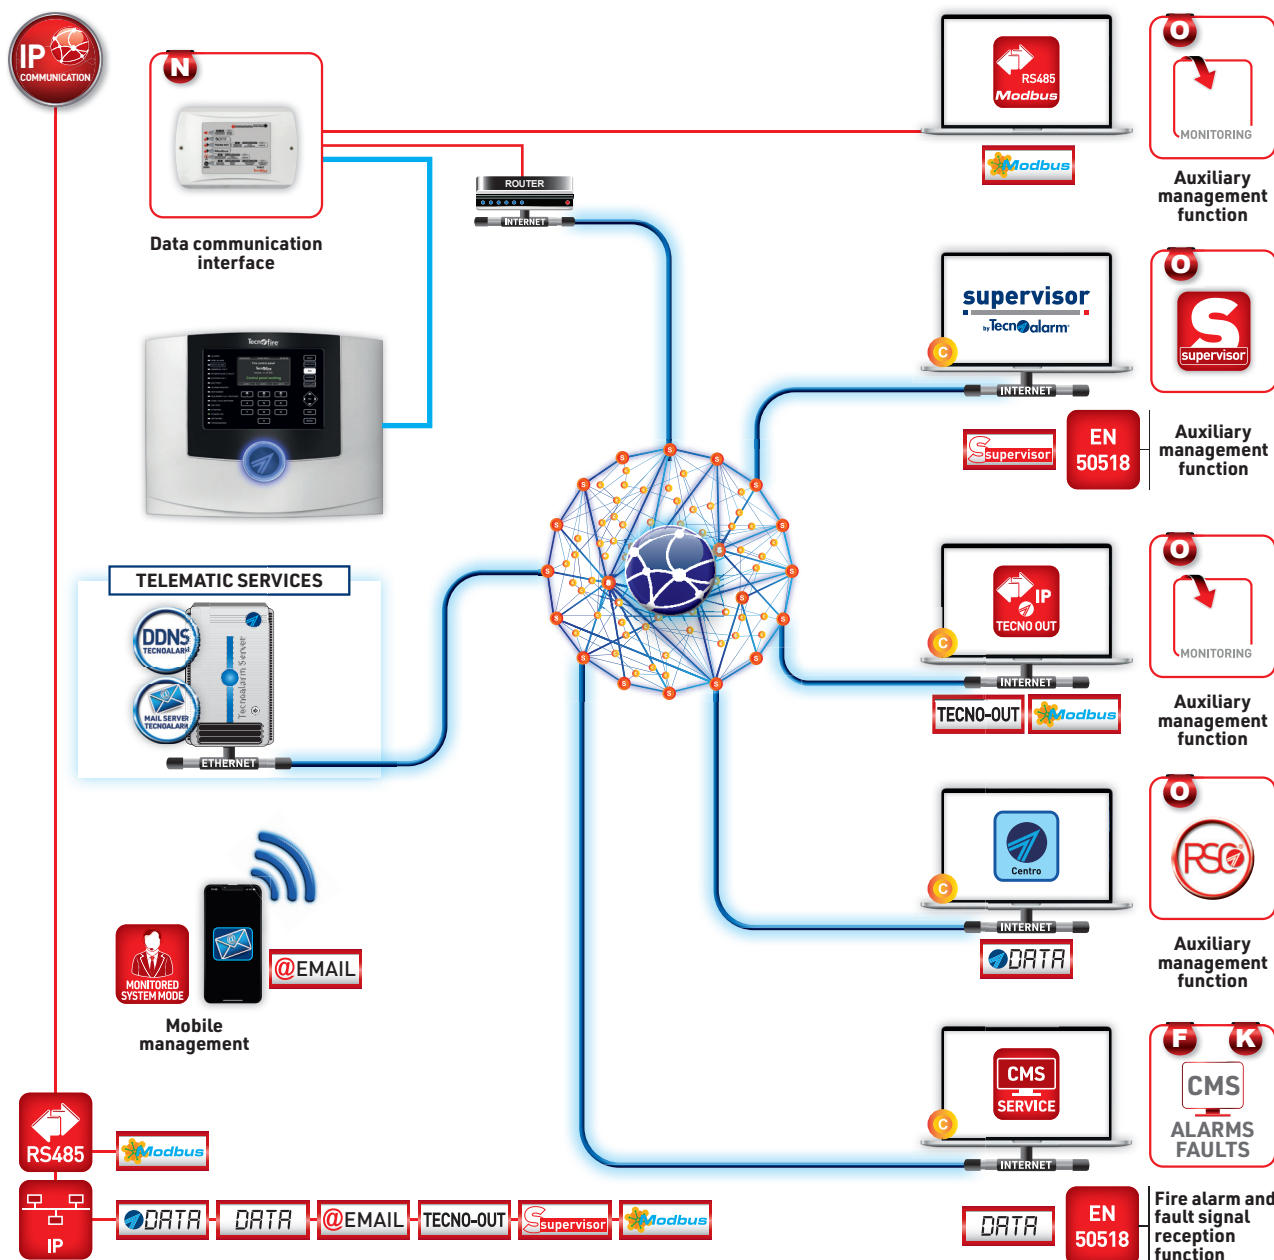 IP
COMMUNICATION
N
Data communication
interface
ROUTER
INTERNET
RS485
Modbus
Modbus
O
MONITORING
Auxiliary
management
function
Tecnofire
supervisor
by Tecnoalarm
C
INTERNET
supervisor
EN
50518
O
S
supervisor
Auxiliary
management
function
TELEMATIC SERVICES
DDNS
TECNOALARM
MAIL SERVER
TECNOALARM
Tecnoalarm Server
ETHERNET
IP
TECNO OUT
C
INTERNET
TECNO-OUT
Modbus
O
MONITORING
Auxiliary
management
function
Centro
C
INTERNET
DATA
O
RSC
Auxiliary
management
function
MONITORED
SYSTEM MODE
@EMAIL
Mobile
management
CMS
SERVICE
C
INTERNET
F K
CMS
ALARMS
FAULTS
DATA
EN
50518
Fire alarm and
fault signal
reception
function
RS485
Modbus
IP
DATA DATA @EMAIL TECNO-OUT supervisor Modbus